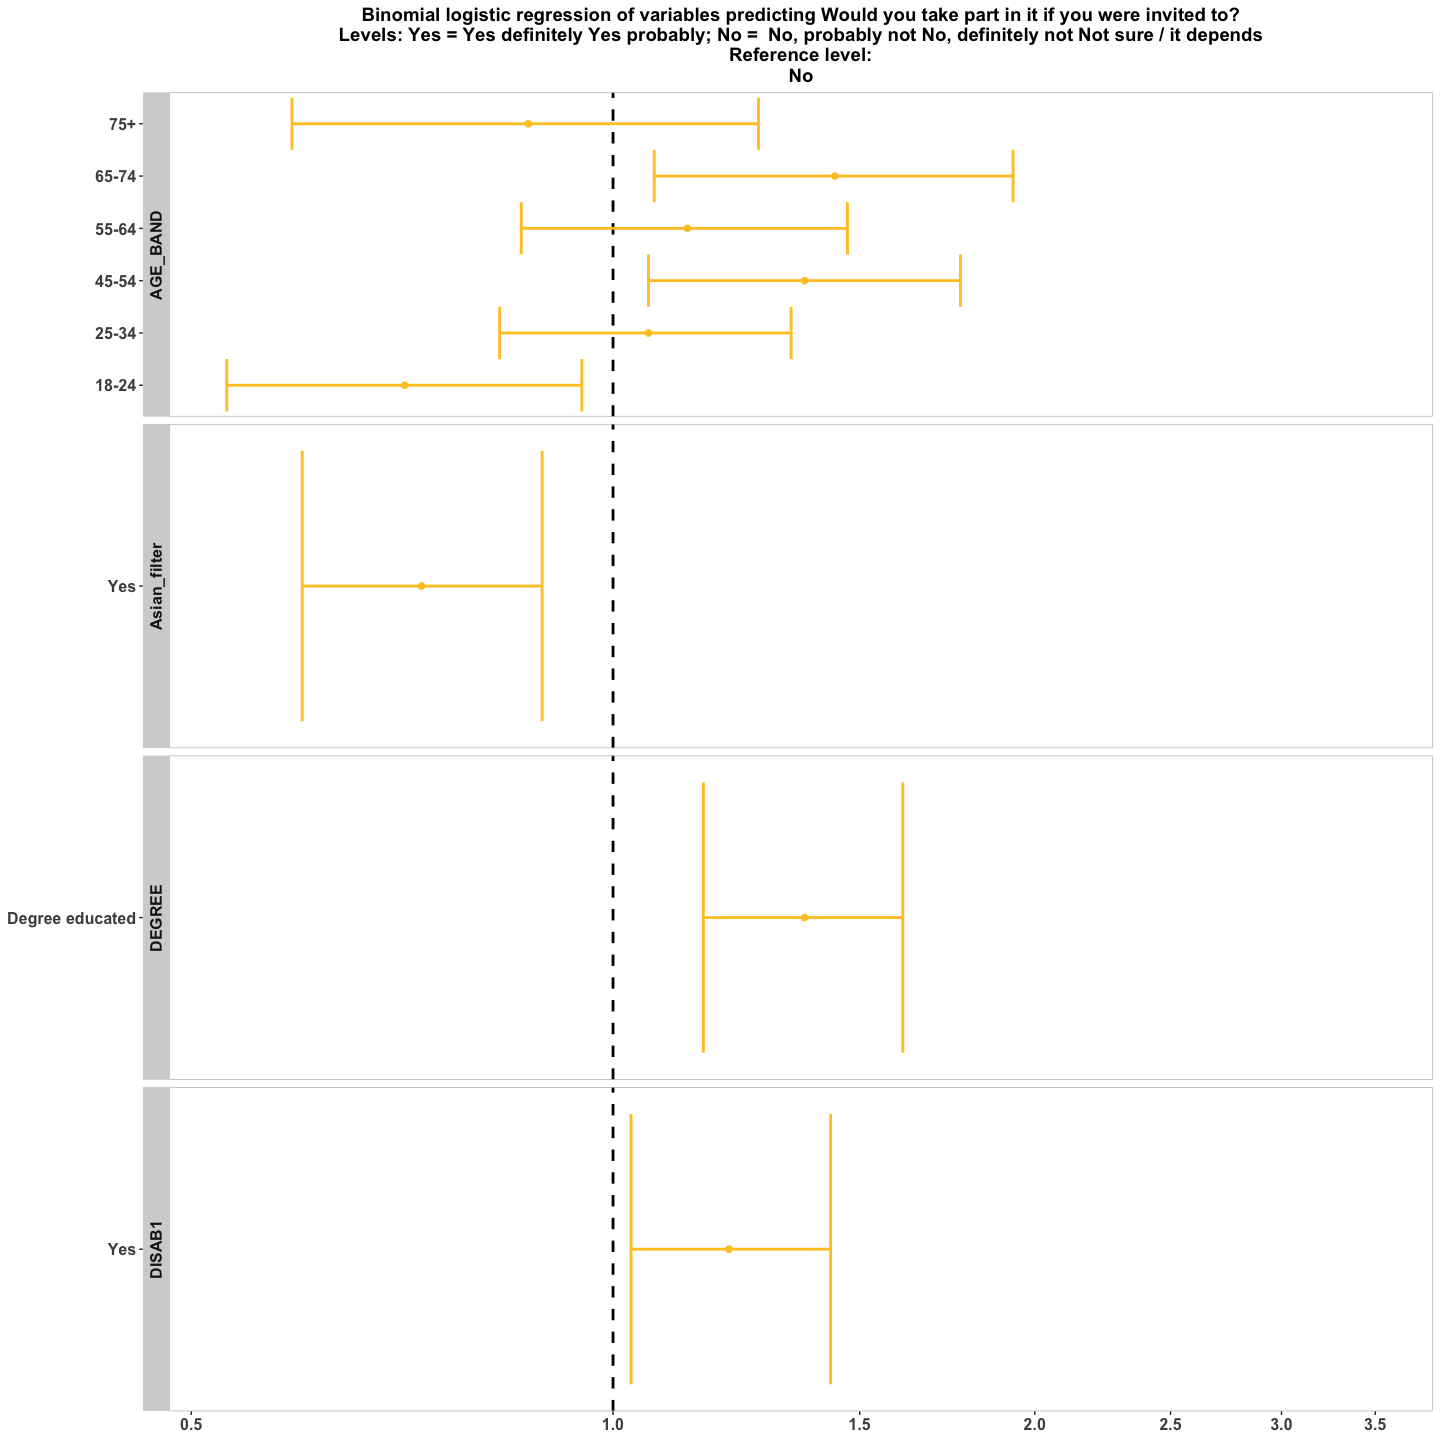 Binomial logistic regression of variables predicting Would you take part in it if you were invited to?
Levels: Yes = Yes definitely Yes probably; No =  No, probably not No, definitely not Not sure / it depends
Reference level:
No
AGE_BAND
75+
65-74
55-64
45-54
25-34
18-24
Asian_filter
Yes
DEGREE
Degree educated
DISAB1
Yes
0.5 1.0 1.5 2.0 2.5 3.0 3.5